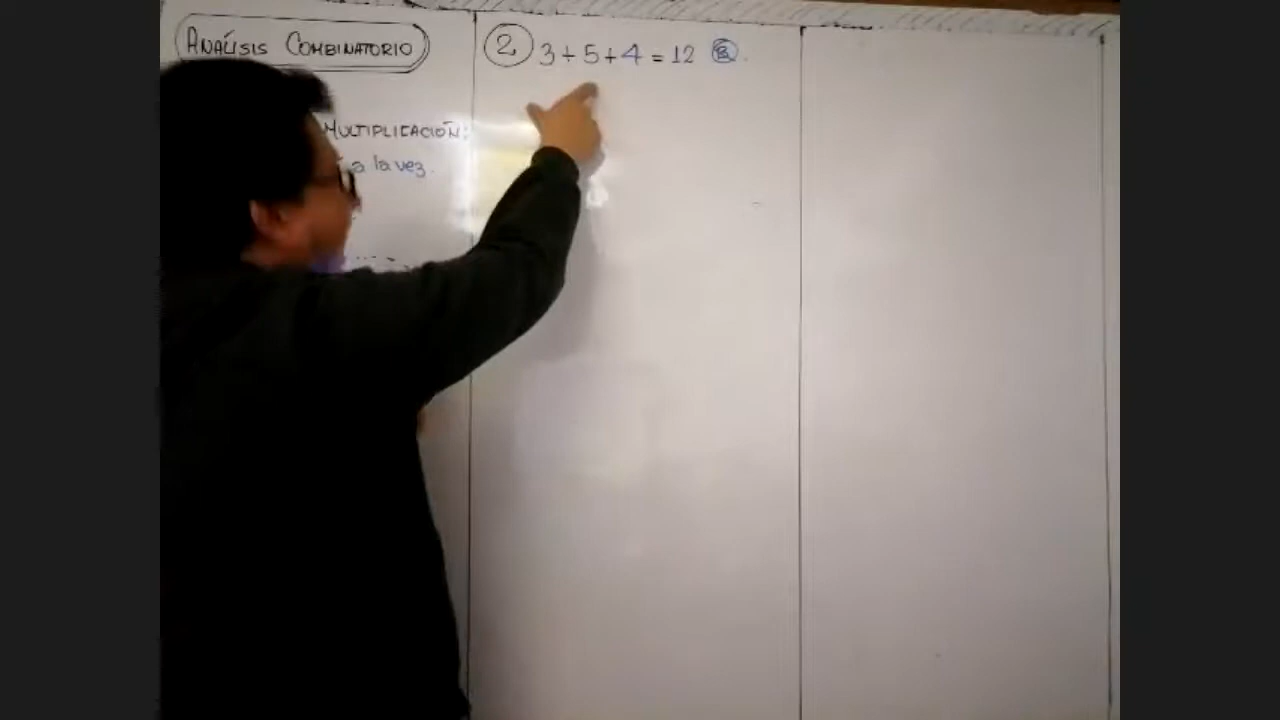 ANÁLISIS COMBINATORIO
MULTIPLICACIÓN:
a la vez.
② 3 + 5 + 4 = 12 Ⓑ.